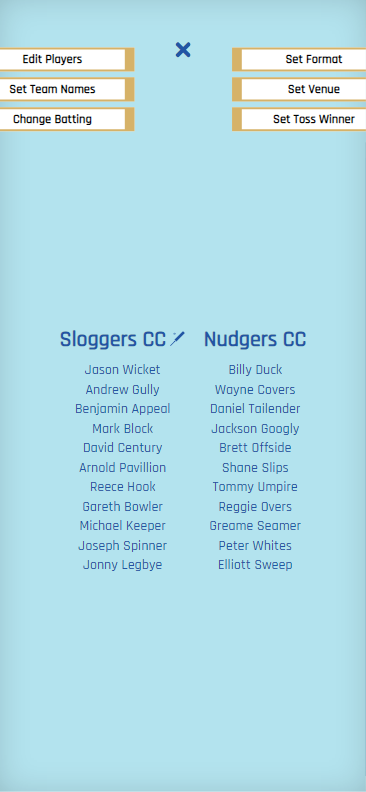 Edit Players
Set Format
Set Team Names
Set Venue
Change Batting
Set Toss Winner
Sloggers CC
Nudgers CC
Jason Wicket
Billy Duck
Andrew Gully
Wayne Covers
Benjamin Appeal
Daniel Tailender
Mark Block
Jackson Googly
David Century
Brett Offside
Arnold Pavillion
Shane Slips
Reece Hook
Tommy Umpire
Gareth Bowler
Reggie Overs
Michael Keeper
Greame Seamer
Joseph Spinner
Peter Whites
Jonny Legbye
Elliott Sweep